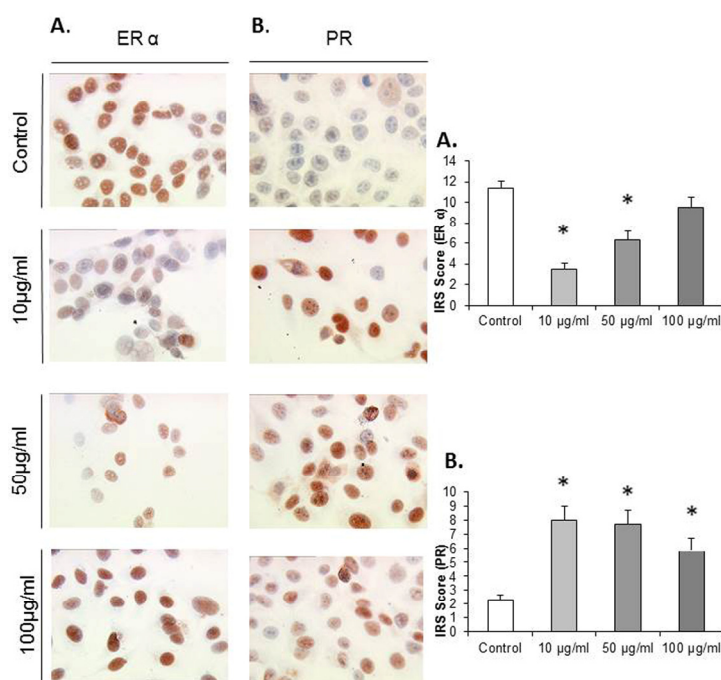 A.
ER α
B.
PR
Control
10µg/ml
50µg/ml
100µg/ml
A.
IRS Score (ER α)
14
12
10
8
6
4
2
0
*
*
Control
10 µg/ml
50 µg/ml
100 µg/ml
B.
IRS Score (PR)
10
9
8
7
6
5
4
3
2
1
0
*
*
*
Control
10 µg/ml
50 µg/ml
100 µg/ml